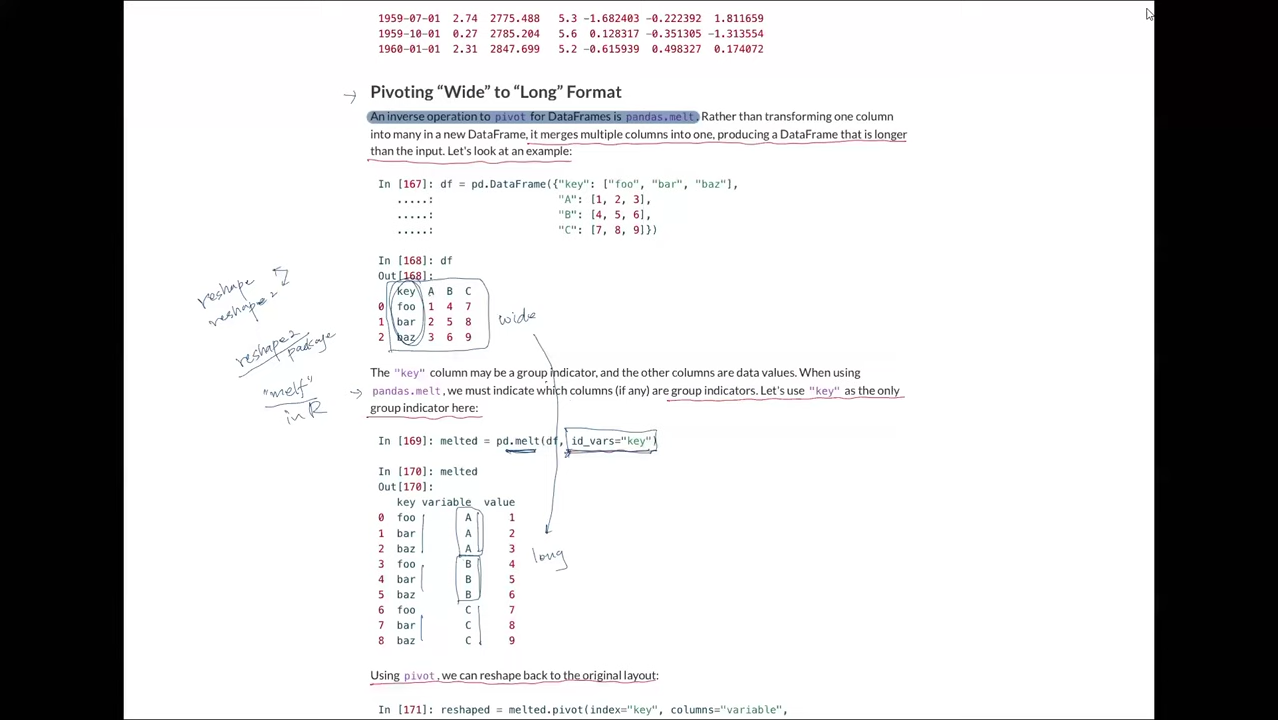 1959-07-01 2.74 2775.488 5.3 -1.682403 -0.222392 1.811659
1959-10-01 0.27 2785.204 5.6 0.128317 -0.351305 -1.313554
1960-01-01 2.31 2847.699 5.2 -0.615939 0.498327 0.174072
Pivoting “Wide” to “Long” Format
An inverse operation to pivot for DataFrames is pandas.melt. Rather than transforming one column
into many in a new DataFrame, it merges multiple columns into one, producing a DataFrame that is longer
than the input. Let's look at an example:
In [167]: df = pd.DataFrame({"key": ["foo", "bar", "baz"],
.....: "A": [1, 2, 3],
.....: "B": [4, 5, 6],
.....: "C": [7, 8, 9]})
In [168]: df
Out[168]:
key A B C
0 foo 1 4 7
1 bar 2 5 8
2 baz 3 6 9
wide
reshape
reshape2
reshape2
package
"melt"
in R
The "key" column may be a group indicator, and the other columns are data values. When using
pandas.melt, we must indicate which columns (if any) are group indicators. Let's use "key" as the only
group indicator here:
In [169]: melted = pd.melt(df, id_vars="key")
In [170]: melted
Out[170]:
key variable value
0 foo A 1
1 bar A 2
2 baz A 3
3 foo B 4
4 bar B 5
5 baz B 6
6 foo C 7
7 bar C 8
8 baz C 9
long
Using pivot, we can reshape back to the original layout:
In [171]: reshaped = melted.pivot(index="key", columns="variable",